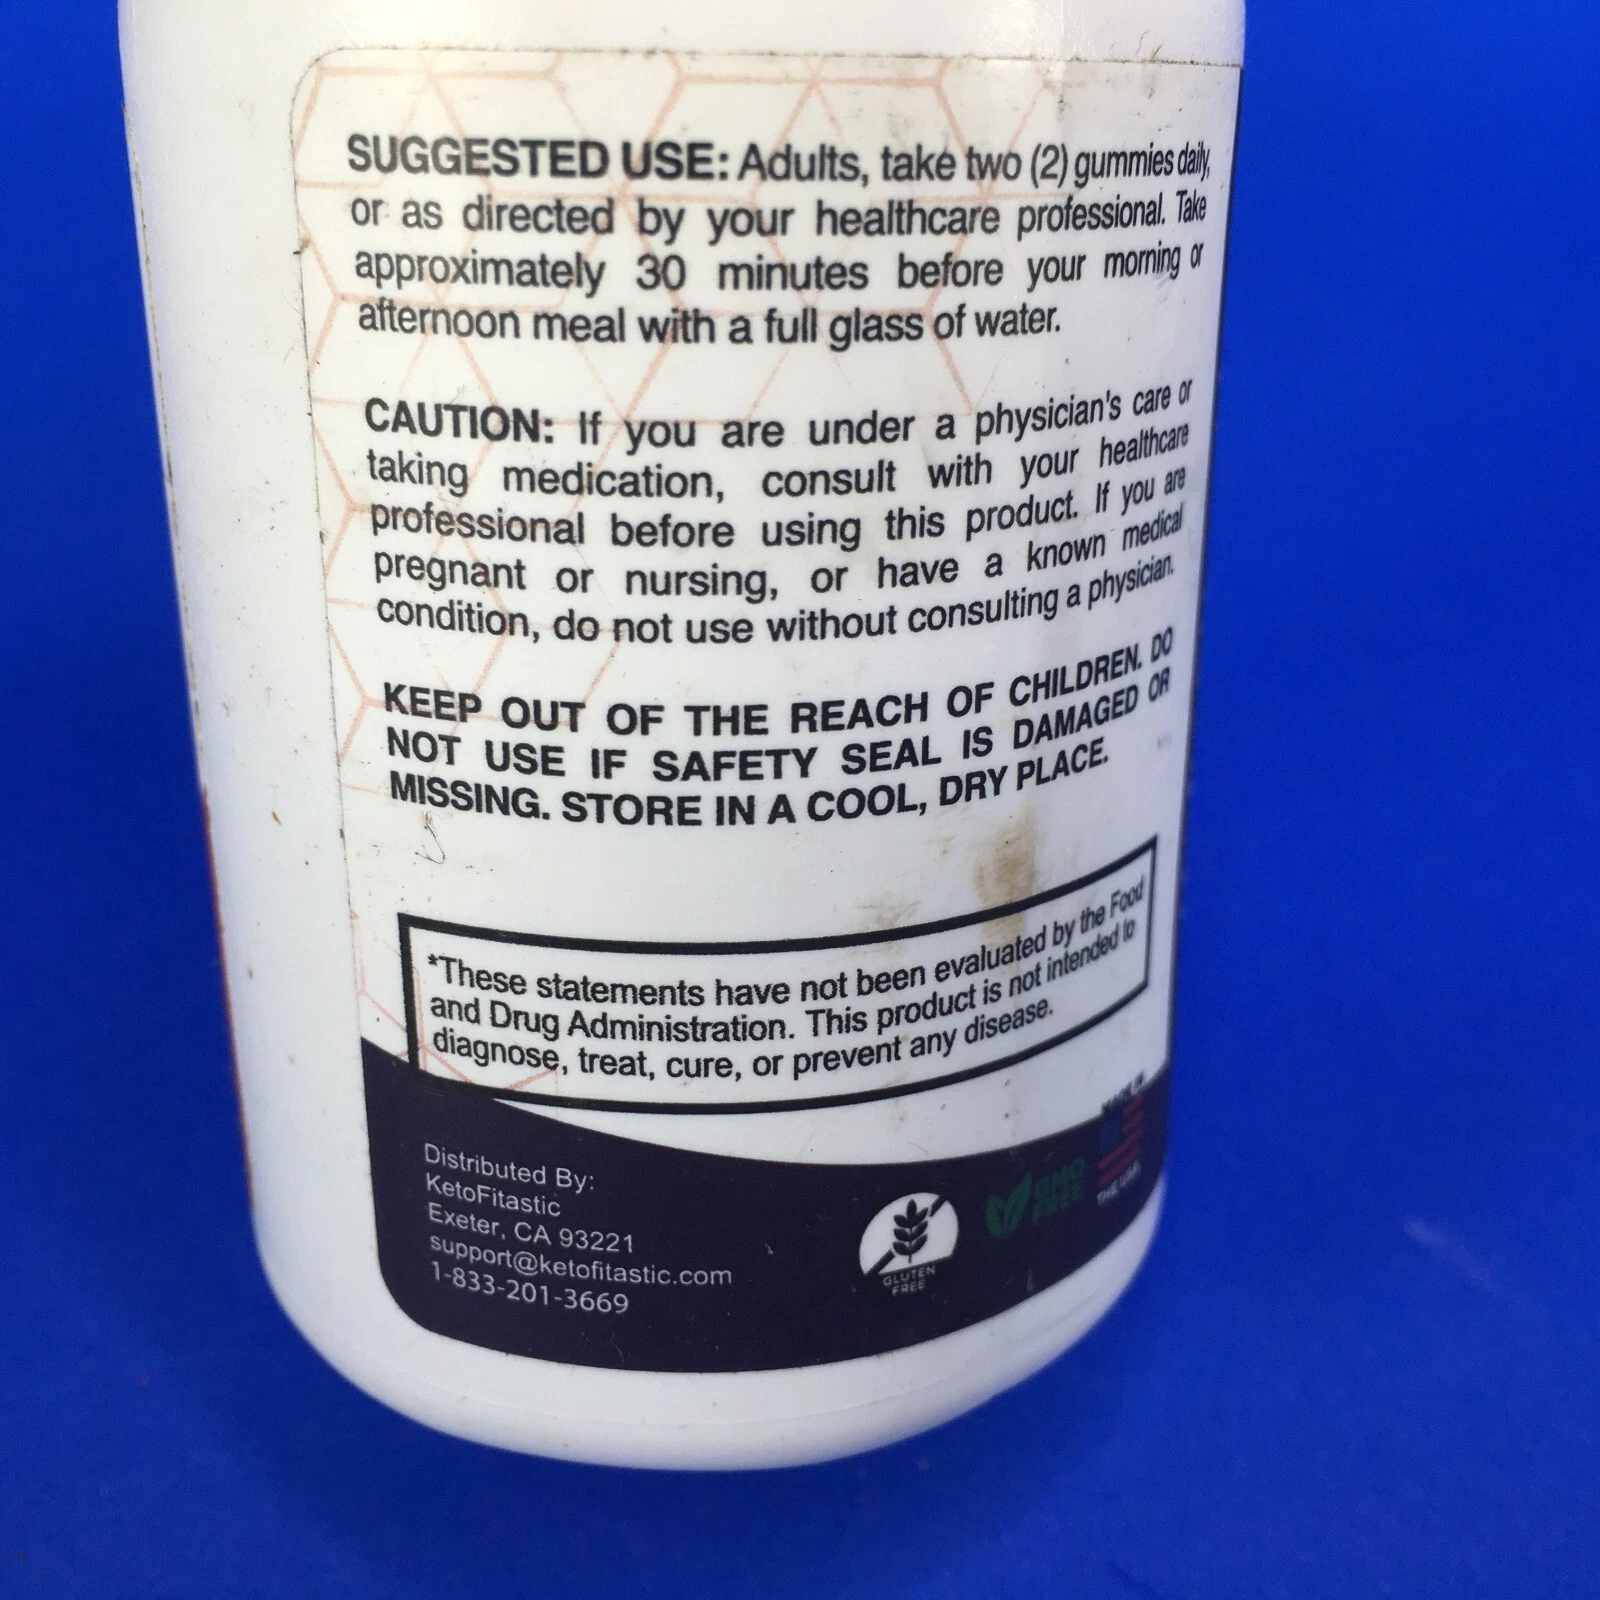 SUGGESTED USE: Adults, take two (2) gummies daily,
or as directed by your healthcare professional. Take
approximately 30 minutes before your morning or
afternoon meal with a full glass of water.
CAUTION: If you are under a physician's care or
taking medication, consult with your healthcare
professional before using this product. If you are
pregnant or nursing, or have a known medical
condition, do not use without consulting a physician.
KEEP OUT OF THE REACH OF CHILDREN. DO
NOT USE IF SAFETY SEAL IS DAMAGED OR
MISSING. STORE IN A COOL, DRY PLACE.
*These statements have not been evaluated by the Food
and Drug Administration. This product is not intended to
diagnose, treat, cure, or prevent any disease.
Distributed By:
KetoFitastic
Exeter, CA 93221
support@ketofitastic.com
1-833-201-3669
GLUTEN
FREE
GMO
FREE
MADE IN
THE USA